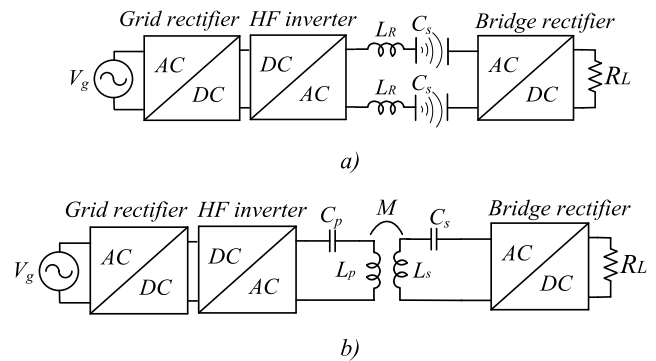 Grid rectifier HF inverter Bridge rectifier
L_R C_s
V_g AC DC DC AC AC DC R_L
L_R C_s
a)
Grid rectifier HF inverter C_p M C_s Bridge rectifier
V_g AC DC DC AC L_p L_s AC DC R_L
b)